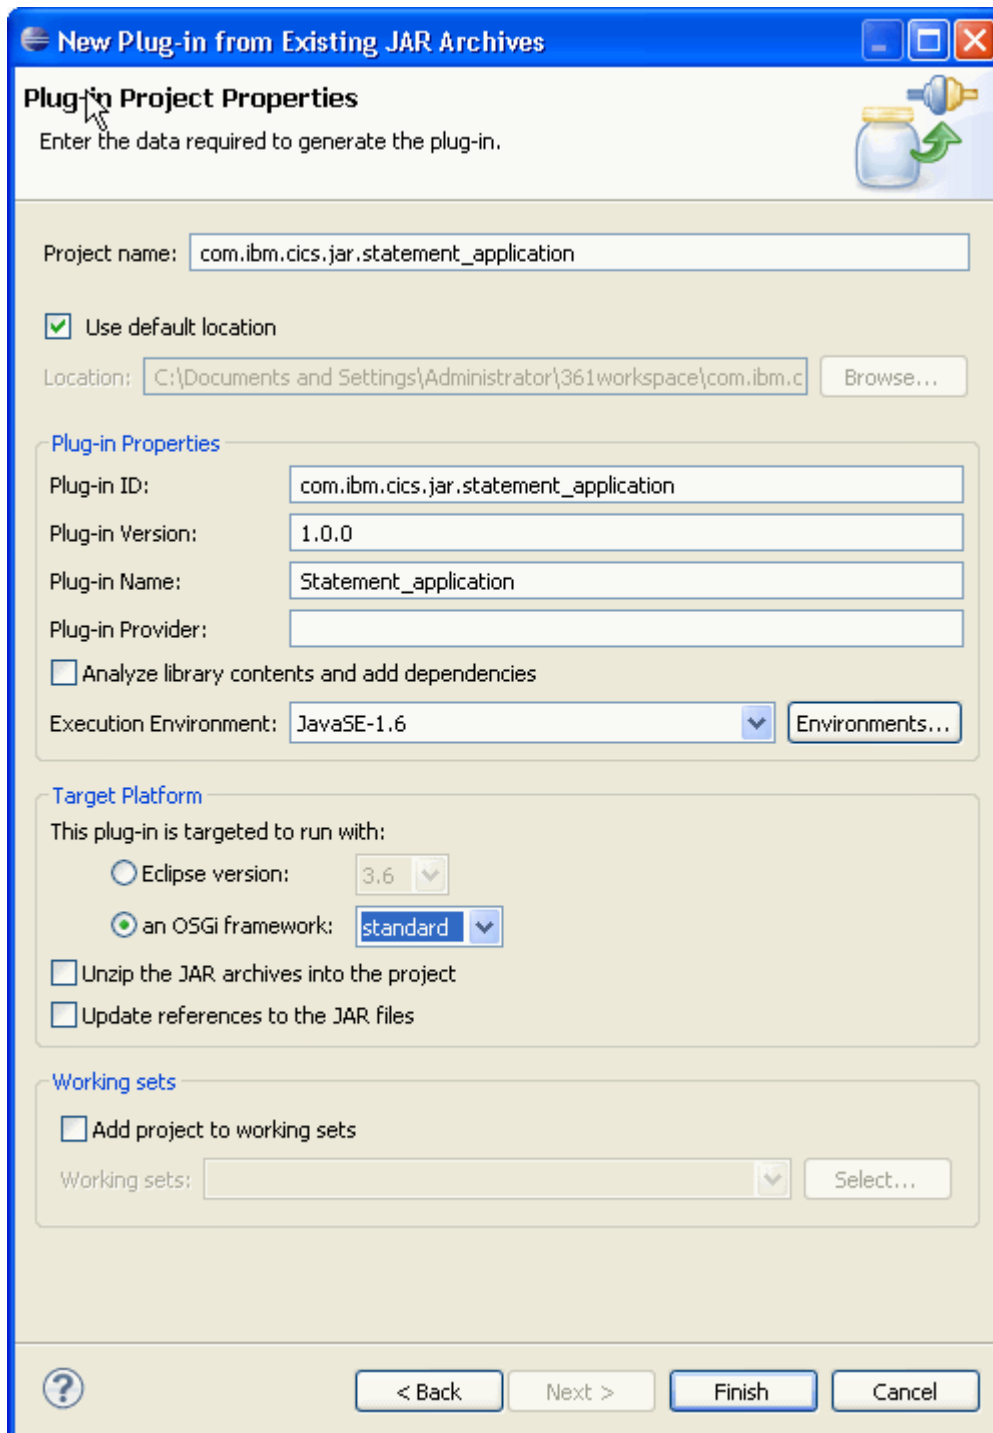 New Plug-in from Existing JAR Archives
Plug-in Project Properties
Enter the data required to generate the plug-in.
Project name: com.ibm.cics.jar.statement_application
Use default location
Location: C:\Documents and Settings\Administrator\361workspace\com.ibm.c Browse...
Plug-in Properties
Plug-in ID: com.ibm.cics.jar.statement_application
Plug-in Version: 1.0.0
Plug-in Name: Statement_application
Plug-in Provider:
Analyze library contents and add dependencies
Execution Environment: JavaSE-1.6 Environments...
Target Platform
This plug-in is targeted to run with:
Eclipse version: 3.6
an OSGi framework: standard
Unzip the JAR archives into the project
Update references to the JAR files
Working sets
Add project to working sets
Working sets: Select...
? < Back Next > Finish Cancel